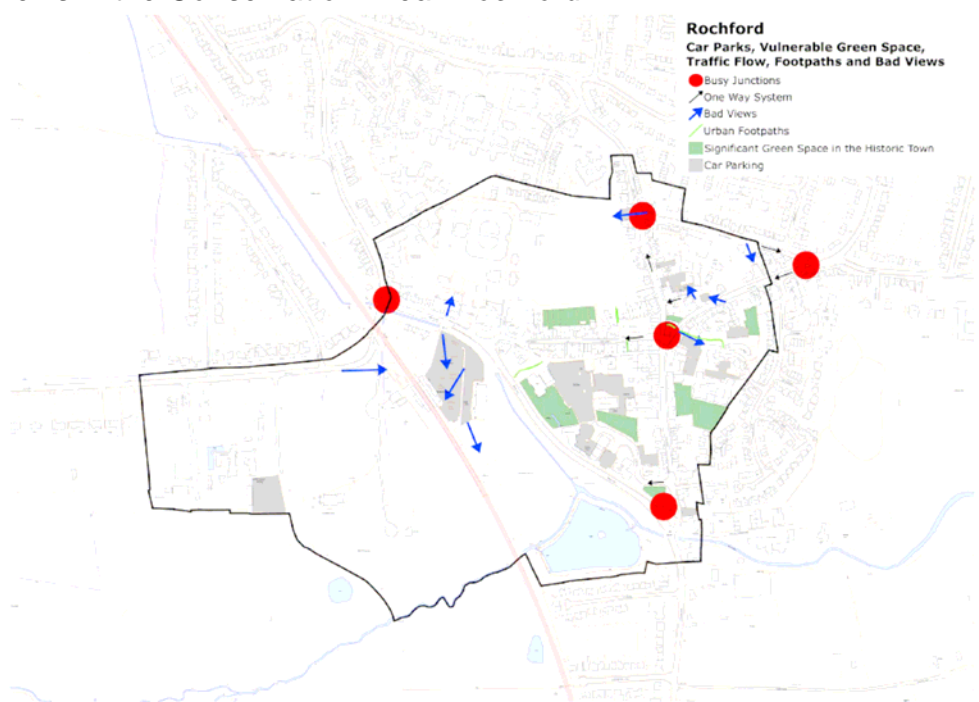 Rochford
Car Parks, Vulnerable Green Space,
Traffic Flow, Footpaths and Bad Views
Busy Junctions
One Way System
Bad Views
Urban Footpaths
Significant Green Space in the Historic Town
Car Parking